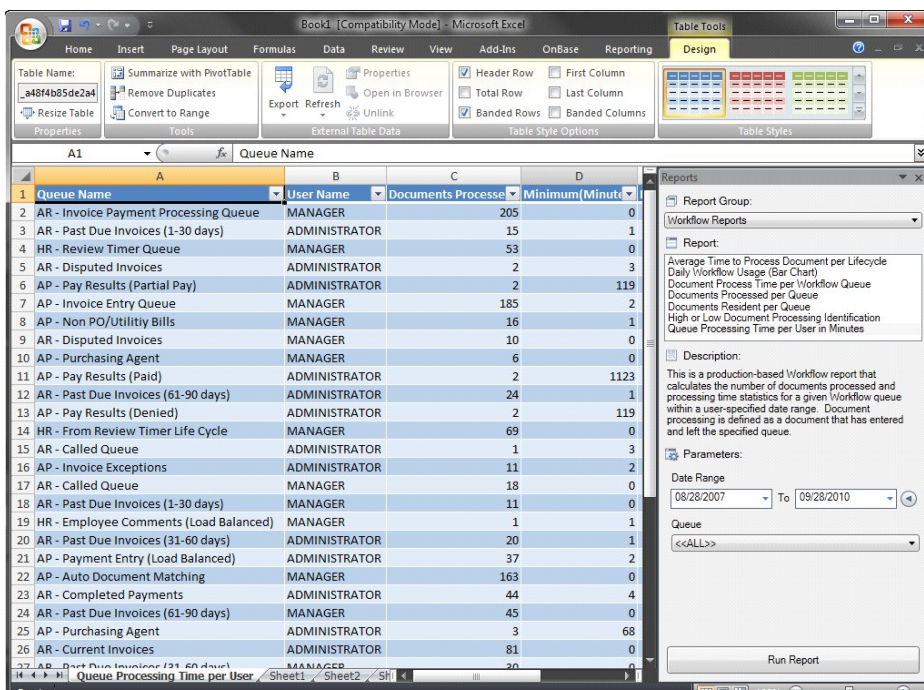 Book1 [Compatibility Mode] - Microsoft Excel
Table Tools
Home Insert Page Layout Formulas Data Review View Add-Ins OnBase Reporting Design
Table Name:
_a48f4b85de2a4
Resize Table
Properties
Summarize with PivotTable
Remove Duplicates
Convert to Range
Tools
Export Refresh
Properties
Open in Browser
Unlink
External Table Data
Header Row First Column
Total Row Last Column
Banded Rows Banded Columns
Table Style Options
Table Styles
A1 fx Queue Name
A B C D
1 Queue Name User Name Documents Processe Minimum(Minute
2 AR - Invoice Payment Processing Queue MANAGER 205 0
3 AR - Past Due Invoices (1-30 days) ADMINISTRATOR 15 1
4 HR - Review Timer Queue MANAGER 53 0
5 AR - Disputed Invoices ADMINISTRATOR 2 3
6 AP - Pay Results (Partial Pay) ADMINISTRATOR 2 119
7 AP - Invoice Entry Queue MANAGER 185 2
8 AP - Non PO/Utilitiy Bills MANAGER 16 1
9 AR - Disputed Invoices MANAGER 10 0
10 AP - Purchasing Agent MANAGER 6 0
11 AP - Pay Results (Paid) ADMINISTRATOR 2 1123
12 AR - Past Due Invoices (61-90 days) ADMINISTRATOR 24 1
13 AP - Pay Results (Denied) ADMINISTRATOR 2 119
14 HR - From Review Timer Life Cycle MANAGER 69 0
15 AR - Called Queue ADMINISTRATOR 1 3
16 AP - Invoice Exceptions ADMINISTRATOR 11 2
17 AR - Called Queue MANAGER 18 0
18 AR - Past Due Invoices (1-30 days) MANAGER 11 0
19 HR - Employee Comments (Load Balanced) MANAGER 1 1
20 AR - Past Due Invoices (31-60 days) ADMINISTRATOR 20 1
21 AP - Payment Entry (Load Balanced) ADMINISTRATOR 37 2
22 AP - Auto Document Matching MANAGER 163 0
23 AR - Completed Payments ADMINISTRATOR 44 4
24 AR - Past Due Invoices (61-90 days) MANAGER 45 0
25 AP - Purchasing Agent ADMINISTRATOR 3 68
26 AR - Current Invoices ADMINISTRATOR 81 0
27 AR - Past Due Invoices (31-60 days) MANAGER 30 0
Queue Processing Time per User Sheet1 Sheet2 Sh
Reports
Report Group:
Workflow Reports
Report:
Average Time to Process Document per Lifecycle
Daily Workflow Usage (Bar Chart)
Document Process Time per Workflow Queue
Documents Processed per Queue
Documents Resident per Queue
High or Low Document Processing Identification
Queue Processing Time per User in Minutes
Description:
This is a production-based Workflow report that
calculates the number of documents processed and
processing time statistics for a given Workflow queue
within a user-specified date range. Document
processing is defined as a document that has entered
and left the specified queue.
Parameters:
Date Range
08/28/2007 To 09/28/2010
Queue
<<ALL>>
Run Report